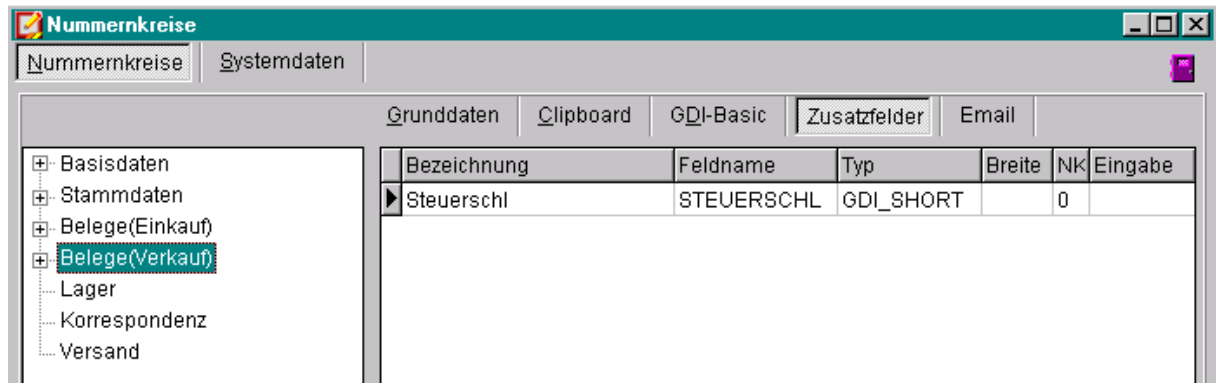 Nummernkreise
Nummernkreise Systemdaten
Grunddaten Clipboard GDI-Basic Zusatzfelder Email
Basisdaten
Stammdaten
Belege(Einkauf)
Belege(Verkauf)
Lager
Korrespondenz
Versand
Bezeichnung Feldname Typ Breite NK Eingabe
Steuerschl STEUERSCHL GDI_SHORT 0